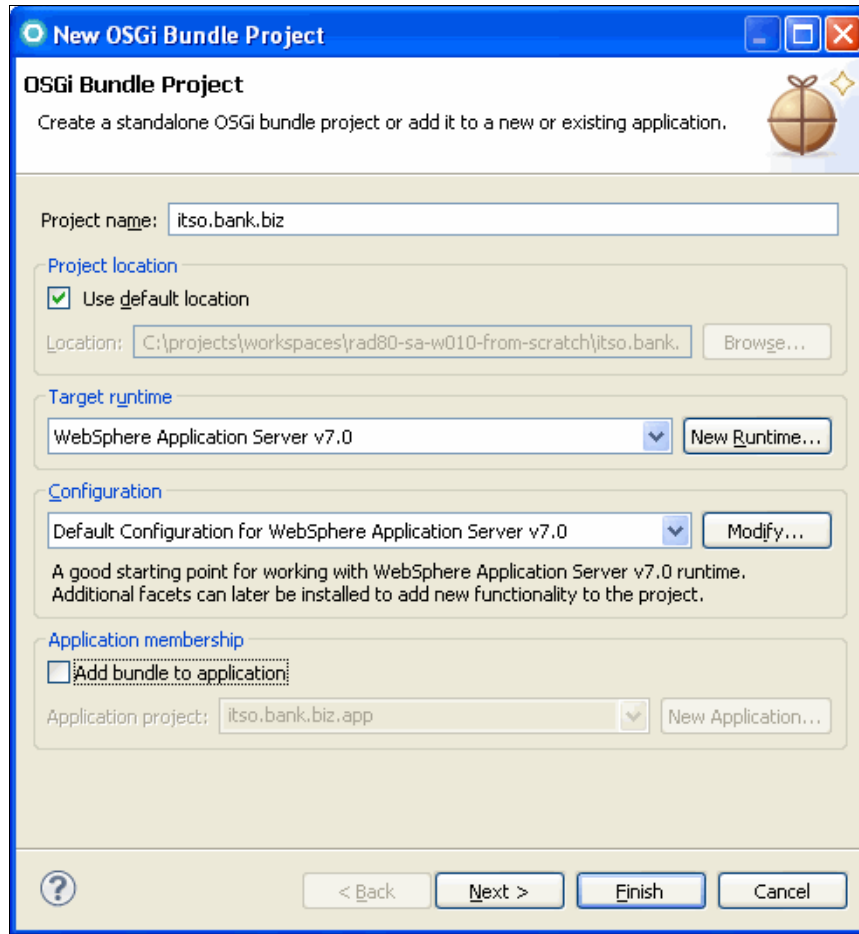 New OSGi Bundle Project
OSGi Bundle Project
Create a standalone OSGi bundle project or add it to a new or existing application.
Project name: itso.bank.biz
Project location
Use default location
Location: C:\projects\workspaces\rad80-sa-w010-from-scratch\itso.bank. Browse...
Target runtime
WebSphere Application Server v7.0 New Runtime...
Configuration
Default Configuration for WebSphere Application Server v7.0 Modify...
A good starting point for working with WebSphere Application Server v7.0 runtime.
Additional facets can later be installed to add new functionality to the project.
Application membership
Add bundle to application
Application project: itso.bank.biz.app New Application...
? < Back Next > Finish Cancel